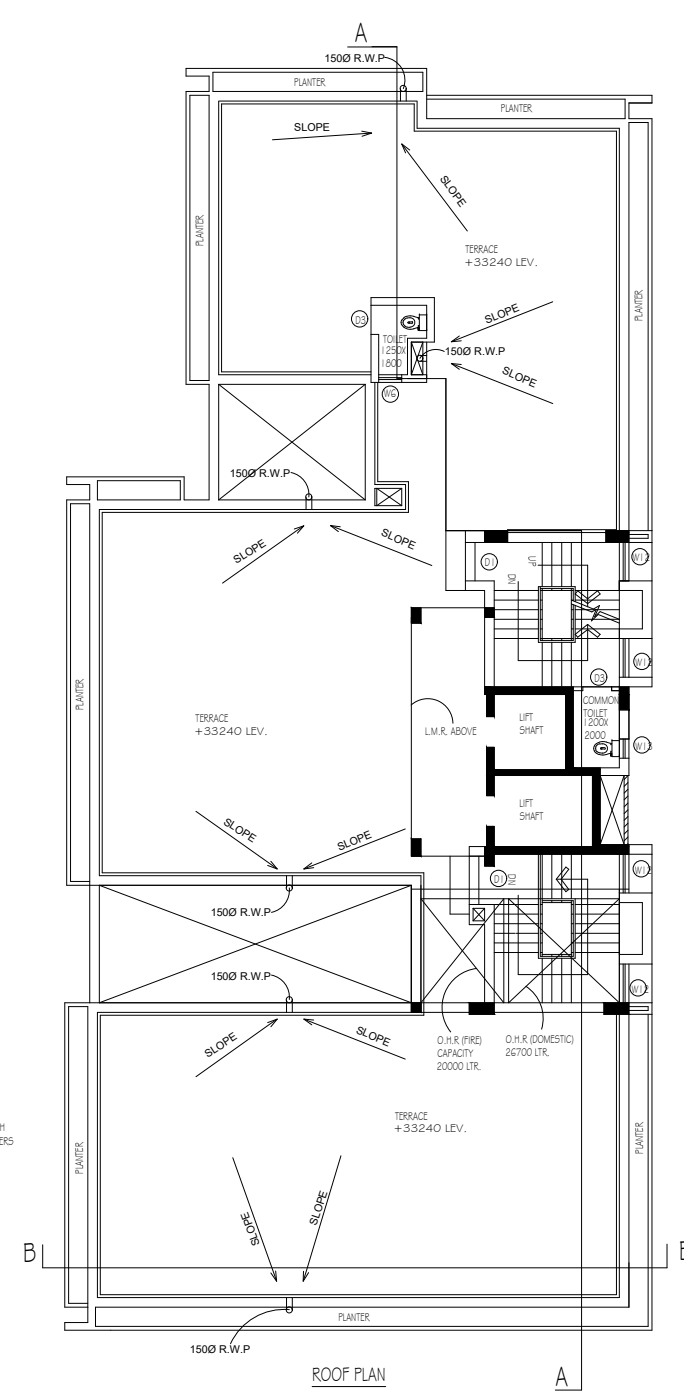 A
150Ø R.W.P
PLANTER
PLANTER
SLOPE
SLOPE
PLANTER
TERRACE
+33240 LEV.
PLANTER
SLOPE
D3
TOILET
1250X
1800
150Ø R.W.P
SLOPE
W6
150Ø R.W.P
SLOPE
SLOPE
D1
UP
DN
W12
W12
D3
PLANTER
TERRACE
+33240 LEV.
L.M.R. ABOVE
LIFT
SHAFT
COMMON
TOILET
1200X
2000
W13
LIFT
SHAFT
SLOPE
SLOPE
D1
DN
W12
150Ø R.W.P
150Ø R.W.P
W12
SLOPE
SLOPE
O.H.R (FIRE)
CAPACITY
20000 LTR.
O.H.R (DOMESTIC)
26700 LTR.
TERRACE
+33240 LEV.
H
ERS
PLANTER
PLANTER
SLOPE
SLOPE
B
PLANTER
150Ø R.W.P
ROOF PLAN
A